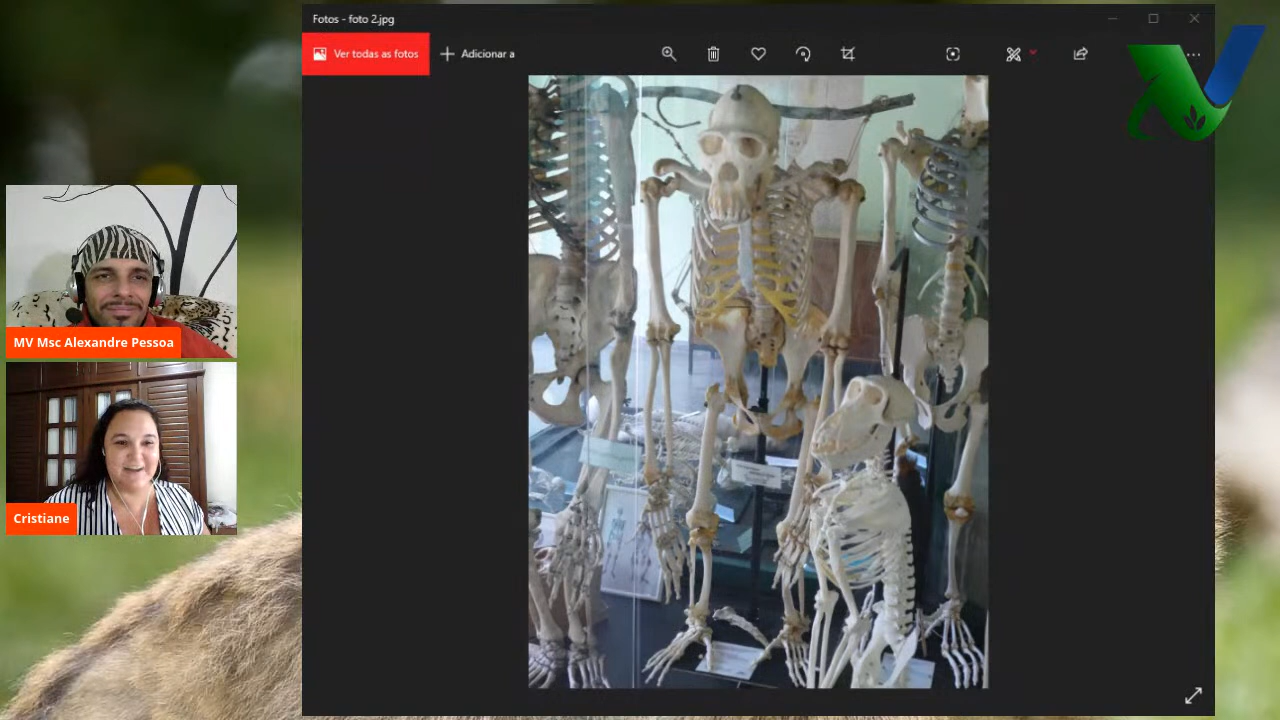 Fotos - foto 2.jpg
Ver todas as fotos
Adicionar a
MV Msc Alexandre Pessoa
Cristiane